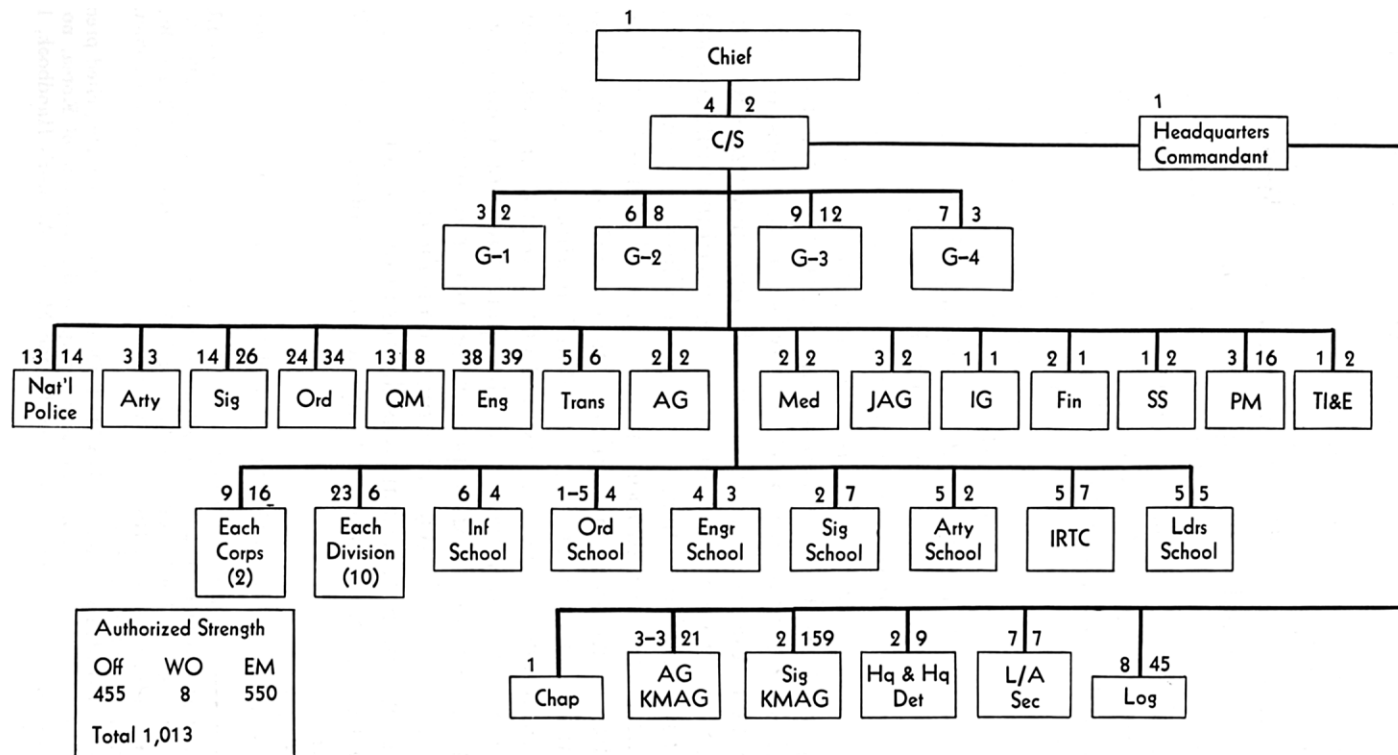 1
Chief
4 2
C/S
1
Headquarters
Commandant
3 2
G-1
6 8
G-2
9 12
G-3
7 3
G-4
13 14
Nat'l
Police
3 3
Arty
14 26
Sig
24 34
Ord
13 8
QM
38 39
Eng
5 6
Trans
2 2
AG
2 2
Med
3 2
JAG
1 1
IG
2 1
Fin
1 2
SS
3 16
PM
1 2
TI&E
9 16
Each
Corps
(2)
23 6
Each
Division
(10)
6 4
Inf
School
1-5 4
Ord
School
4 3
Engr
School
2 7
Sig
School
5 2
Arty
School
5 7
IRTC
5 5
Ldrs
School
1
Chap
3-3 21
AG
KMAG
2 159
Sig
KMAG
2 9
Hq & Hq
Det
7 7
L/A
Sec
8 45
Log
Authorized Strength
Off WO EM
455 8 550
Total 1,013